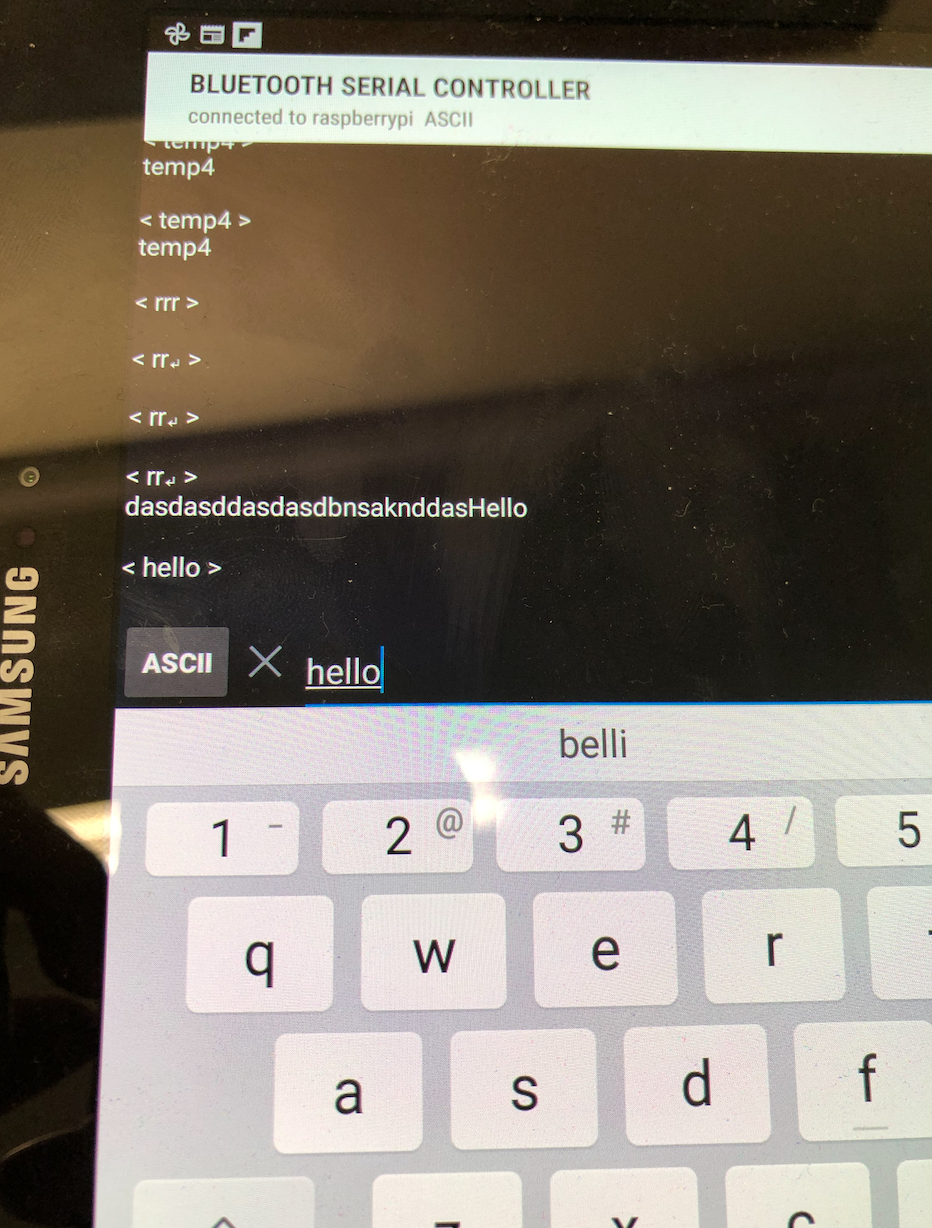 BLUETOOTH SERIAL CONTROLLER
connected to raspberrypi ASCII
< temp4 >
temp4
< temp4 >
temp4
< rrr >
< rr↵ >
< rr↵ >
< rr↵ >
dasdasddasdasdbnsaknddasHello
< hello >
ASCII hello
SAMSUNG
belli
1 - 2 @ 3 # 4 / 5
q w e r
a s d f